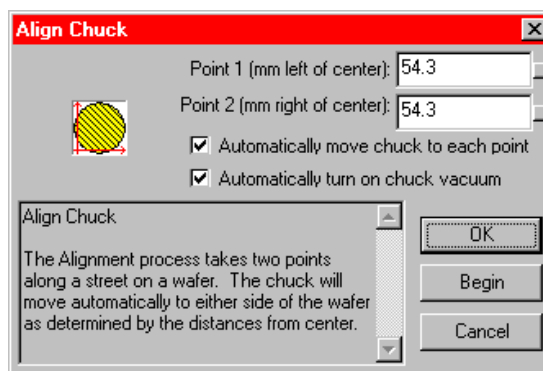 Align Chuck
Point 1 (mm left of center): 54.3
Point 2 (mm right of center): 54.3
Automatically move chuck to each point
Automatically turn on chuck vacuum
Align Chuck
The Alignment process takes two points
along a street on a wafer. The chuck will
move automatically to either side of the wafer
as determined by the distances from center.
OK
Begin
Cancel